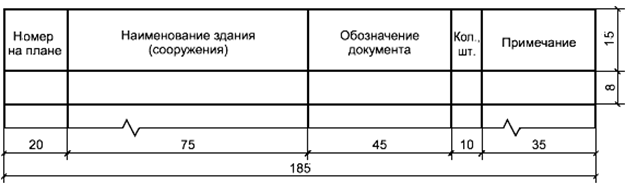 Номер
на плане
Наименование здания
(сооружения)
Обозначение
документа
Кол.,
шт.
Примечание
15
8
20
75
45
10
35
185